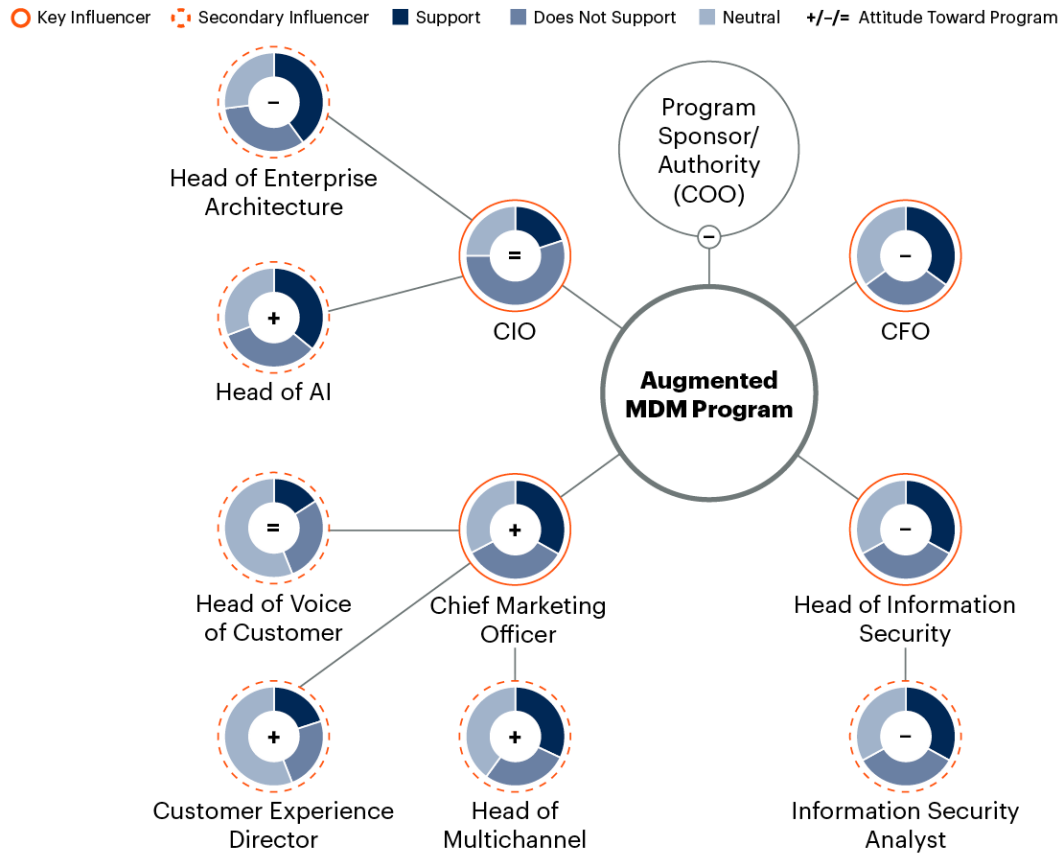 Key Influencer Secondary Influencer Support Does Not Support Neutral +/−/= Attitude Toward Program
−
Head of Enterprise
Architecture
Program
Sponsor/
Authority
(COO)
−
=
CIO
−
CFO
+
Head of AI
Augmented
MDM Program
=
Head of Voice
of Customer
+
Chief Marketing
Officer
−
Head of Information
Security
+
Customer Experience
Director
+
Head of
Multichannel
−
Information Security
Analyst